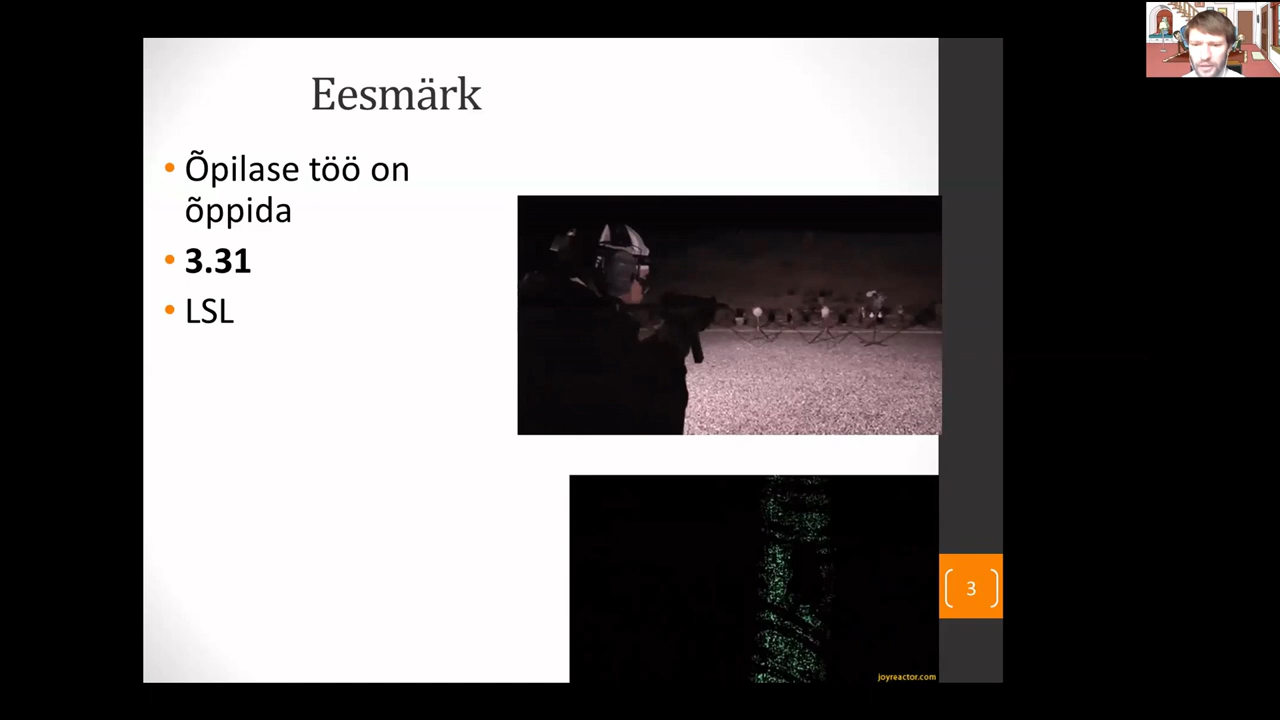 Eesmärk
• Õpilase töö on
õppida
• 3.31
• LSL
3
joyreactor.com